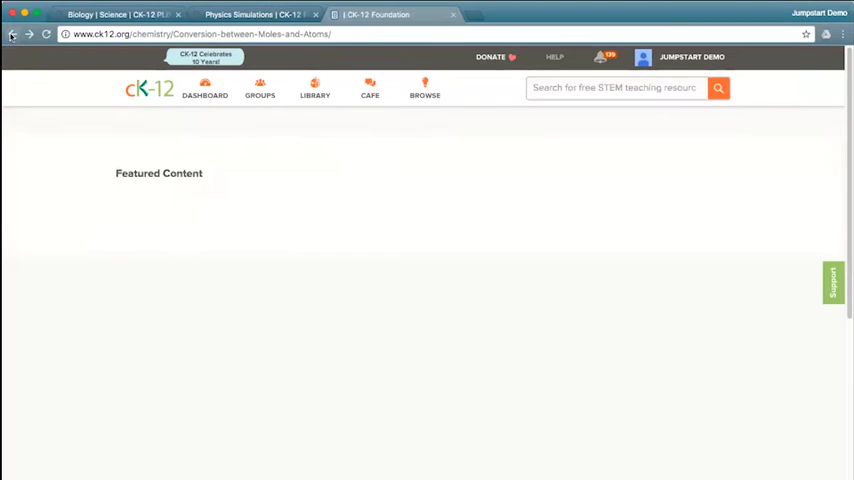 Jumpstart Demo
Biology | Science | CK-12 Physics Simulations | CK-12 | CK-12 Foundation
www.ck12.org/chemistry/Conversion-between-Moles-and-Atoms/
CK-12 Celebrates
10 Years!
DONATE HELP 139 JUMPSTART DEMO
cK-12 DASHBOARD GROUPS LIBRARY CAFE BROWSE Search for free STEM teaching resourc
Featured Content
Support